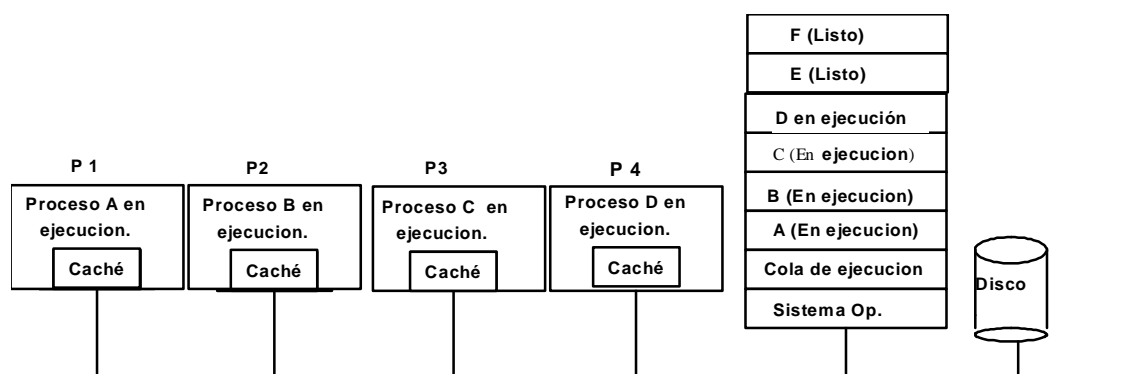 F (Listo)
E (Listo)
D en ejecución
C (En ejecucion)
B (En ejecucion)
A (En ejecucion)
Cola de ejecucion
Sistema Op.
P 1
Proceso A en
ejecucion.
Caché
P2
Proceso B en
ejecucion.
Caché
P3
Proceso C en
ejecucion.
Caché
P 4
Proceso D en
ejecucion.
Caché
Disco